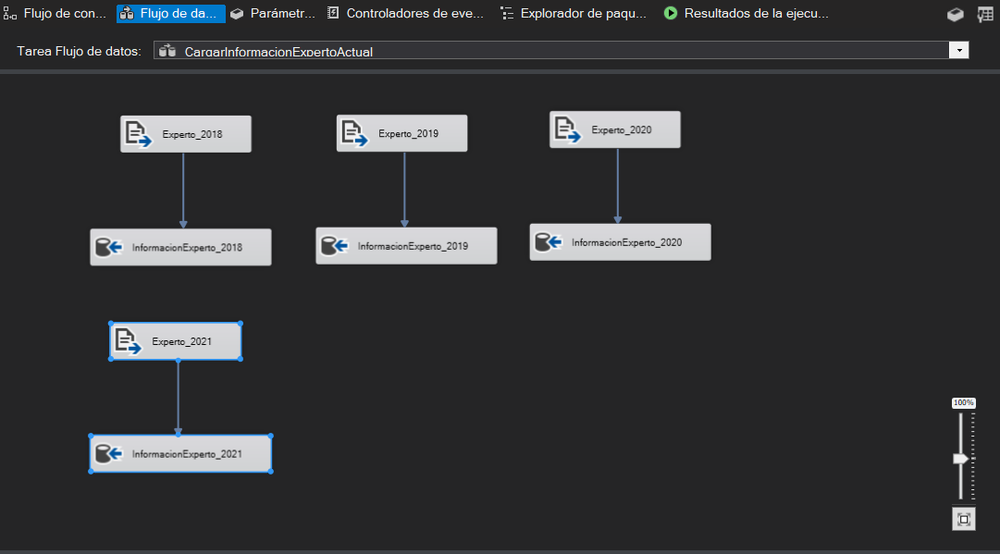 Flujo de con... Flujo de da... Parámetr... Controladores de eve... Explorador de paqu... Resultados de la ejecu...
Tarea Flujo de datos: CargarInformacionExpertoActual
Experto_2018 Experto_2019 Experto_2020
InformacionExperto_2018 InformacionExperto_2019 InformacionExperto_2020
Experto_2021
InformacionExperto_2021
100%